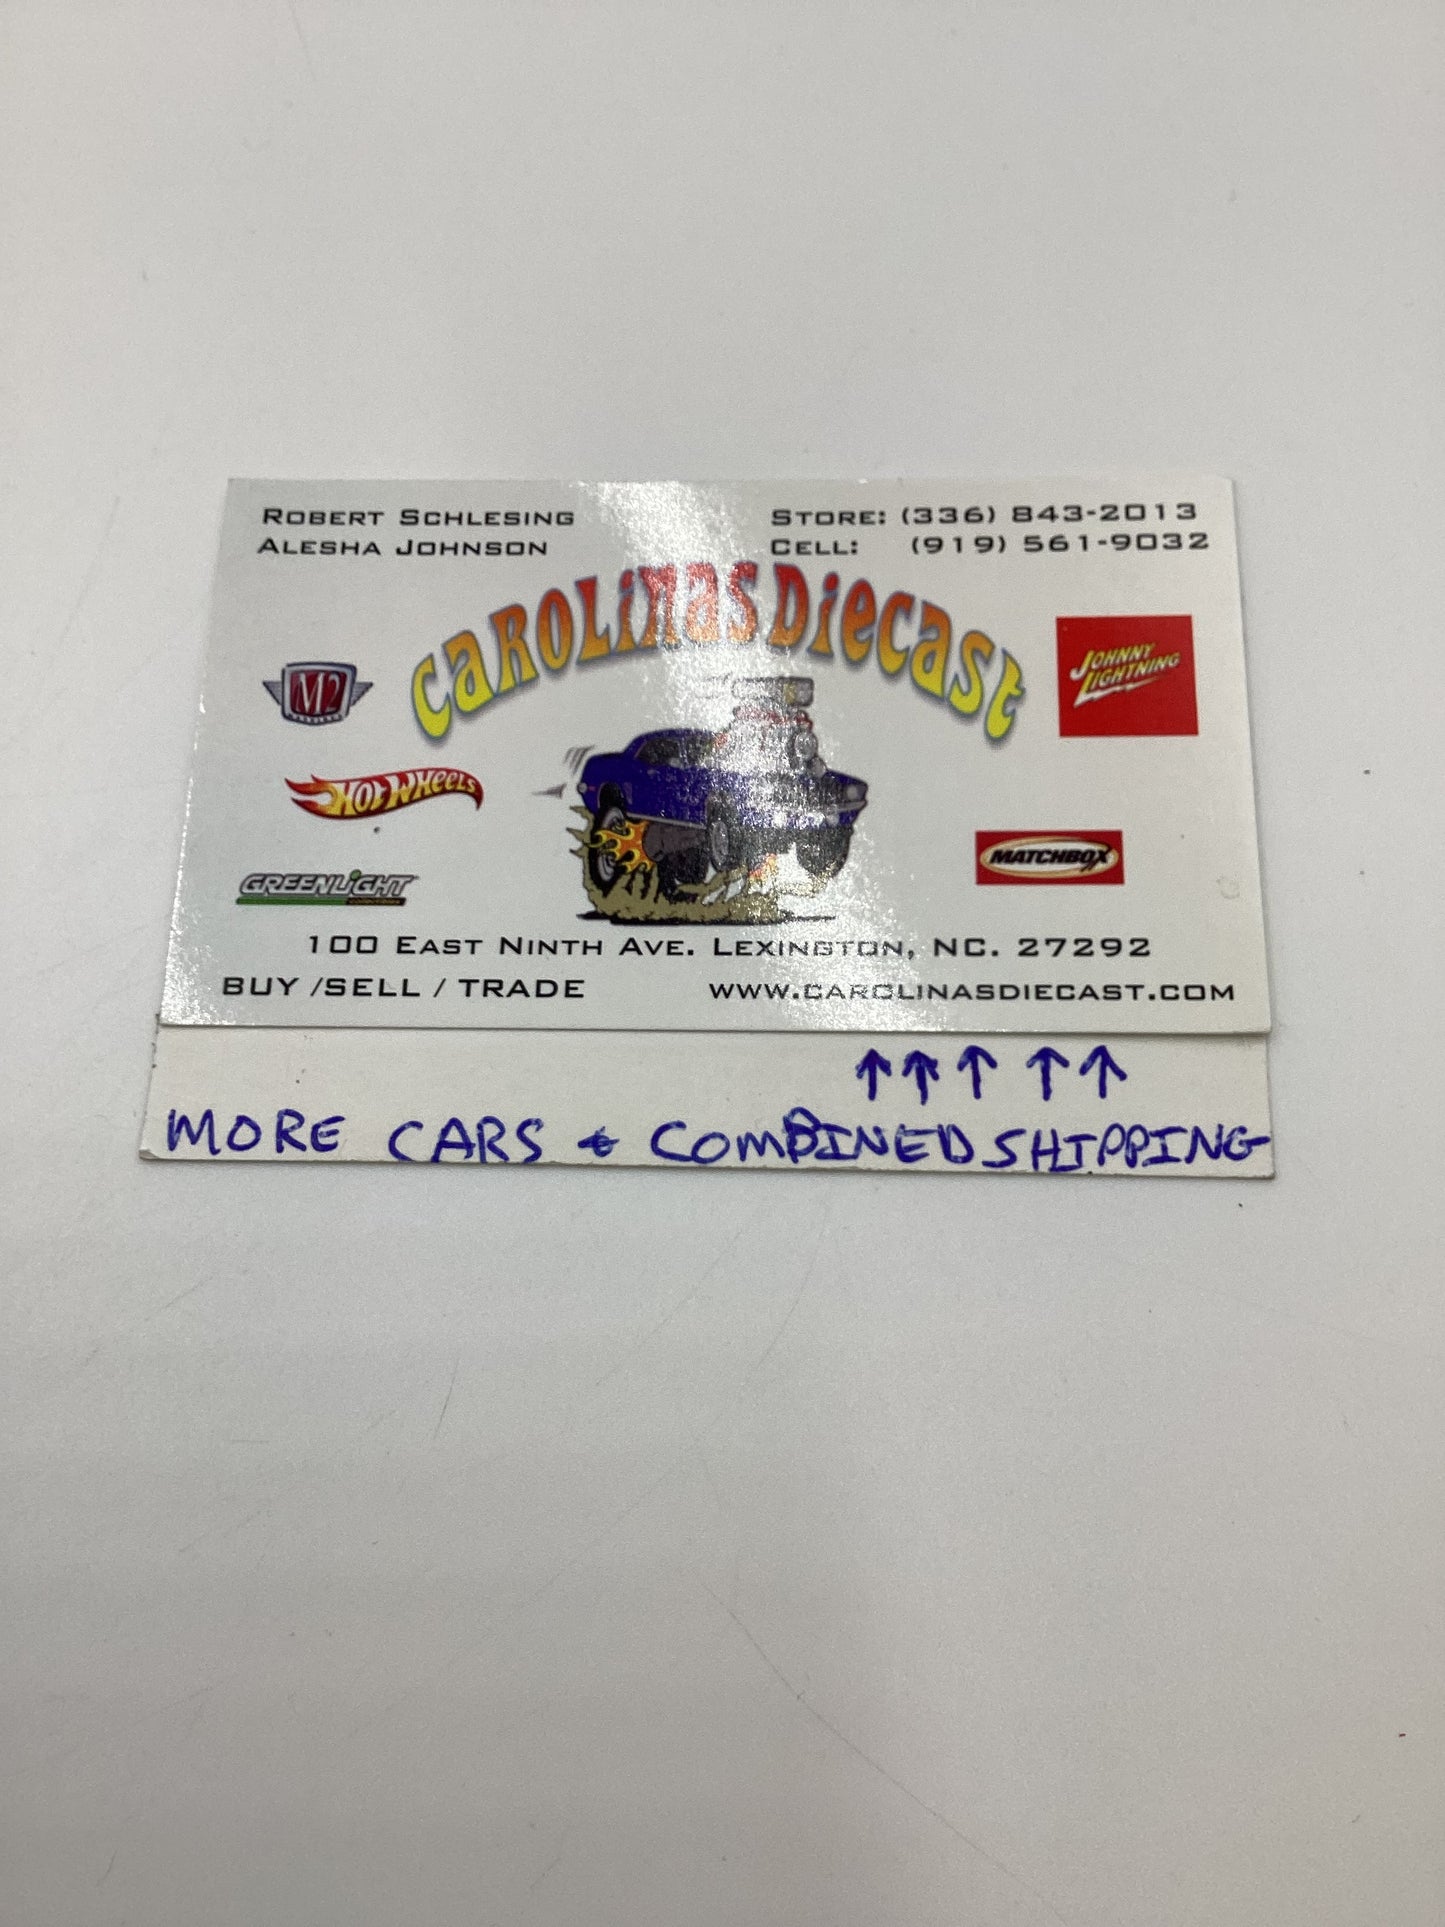 ROBERT SCHLESING
ALESHA JOHNSON
STORE: (336) 843-2013
CELL: (919) 561-9032
CAROLINAS DIECAST
M2
JOHNNY
LIGHTNING
HOT WHEELS
MATCHBOX
GREENLIGHT
100 EAST NINTH AVE. LEXINGTON, NC. 27292
BUY /SELL / TRADE
WWW.CAROLINASDIECAST.COM
↑↑↑ ↑↑
MORE CARS & COMBINED SHIPPING